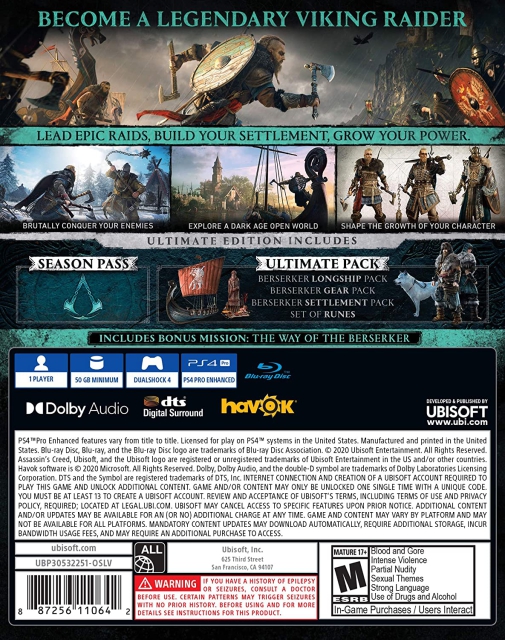 BECOME A LEGENDARY VIKING RAIDER
LEAD EPIC RAIDS, BUILD YOUR SETTLEMENT, GROW YOUR POWER.
BRUTALLY CONQUER YOUR ENEMIES
EXPLORE A DARK AGE OPEN WORLD
SHAPE THE GROWTH OF YOUR CHARACTER
ULTIMATE EDITION INCLUDES
SEASON PASS
ULTIMATE PACK
BERSERKER LONGSHIP PACK
BERSERKER GEAR PACK
BERSERKER SETTLEMENT PACK
SET OF RUNES
INCLUDES BONUS MISSION: THE WAY OF THE BERSERKER
1 PLAYER
50 GB MINIMUM
DUALSHOCK 4
PS4 Pro
PS4 PRO ENHANCED
Blu-ray Disc
Dolby Audio
dts
Digital Surround
havok
DEVELOPED & PUBLISHED BY
UBISOFT
www.ubi.com
PS4™Pro Enhanced features vary from title to title. Licensed for play on PS4™ systems in the United States. Manufactured and printed in the United
States. Blu-ray Disc, Blu-ray, and the Blu-ray Disc logo are trademarks of Blu-ray Disc Association. © 2020 Ubisoft Entertainment. All Rights Reserved.
Assassin's Creed, Ubisoft, and the Ubisoft logo are registered or unregistered trademarks of Ubisoft Entertainment in the US and/or other countries.
Havok software is © 2020 Microsoft. All Rights Reserved. Dolby, Dolby Audio, and the double-D symbol are trademarks of Dolby Laboratories Licensing
Corporation. DTS and the Symbol are registered trademarks of DTS, Inc. INTERNET CONNECTION AND CREATION OF A UBISOFT ACCOUNT REQUIRED TO
PLAY THIS GAME AND UNLOCK ADDITIONAL CONTENT. GAME AND/OR CONTENT MAY ONLY BE UNLOCKED ONE SINGLE TIME WITH A UNIQUE CODE.
YOU MUST BE AT LEAST 13 TO CREATE A UBISOFT ACCOUNT. REVIEW AND ACCEPTANCE OF UBISOFT'S TERMS, INCLUDING TERMS OF USE AND PRIVACY
POLICY, REQUIRED; LOCATED AT LEGAL.UBI.COM. UBISOFT MAY CANCEL ACCESS TO SPECIFIC FEATURES UPON PRIOR NOTICE. ADDITIONAL CONTENT
AND/OR UPDATES MAY BE AVAILABLE FOR AN (OR NO) ADDITIONAL CHARGE AT ANY TIME. GAME AND CONTENT MAY VARY BY PLATFORM AND MAY
NOT BE AVAILABLE FOR ALL PLATFORMS. MANDATORY CONTENT UPDATES MAY DOWNLOAD AUTOMATICALLY, REQUIRE ADDITIONAL STORAGE, INCUR
BANDWIDTH USAGE FEES, AND MAY REQUIRE AN ADDITIONAL PURCHASE TO ACCESS.
ubisoft.com
UBP30532251-OSLV
8 87256 11064 2
ALL
Ubisoft, Inc.
625 Third Street
San Francisco, CA 94107
WARNING
IF YOU HAVE A HISTORY OF EPILEPSY
OR SEIZURES, CONSULT A DOCTOR
BEFORE USE. CERTAIN PATTERNS MAY TRIGGER SEIZURES
WITH NO PRIOR HISTORY. BEFORE USING AND FOR MORE
DETAILS SEE INSTRUCTIONS FOR THIS PRODUCT.
MATURE 17+
M
ESRB
Blood and Gore
Intense Violence
Partial Nudity
Sexual Themes
Strong Language
Use of Drugs and Alcohol
In-Game Purchases / Users Interact